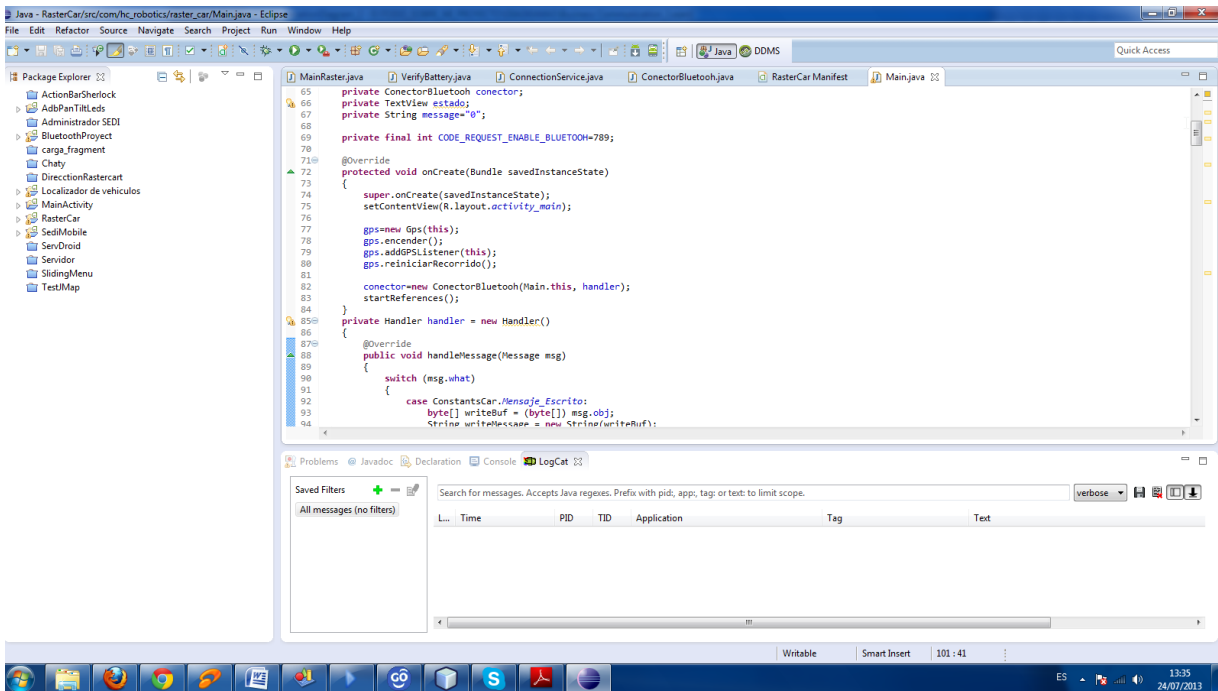 Java - RasterCar/src/com/hc_robotics/raster_car/Main.java - Eclipse
File Edit Refactor Source Navigate Search Project Run Window Help
Java DDMS Quick Access
Package Explorer
ActionBarSherlock
AdbPanTiltLeds
Administrador SEDI
BluetoothProyect
carga_fragment
Chaty
DirecctionRastercart
Localizador de vehiculos
MainActivity
RasterCar
SediMobile
ServDroid
Servidor
SlidingMenu
TestJMap
MainRaster.java VerifyBattery.java ConnectionService.java ConectorBluetooh.java RasterCar Manifest Main.java
65 private ConectorBluetooh conector;
66 private TextView estado;
67 private String message="0";
68
69 private final int CODE_REQUEST_ENABLE_BLUETOOH=789;
70
71 @Override
72 protected void onCreate(Bundle savedInstanceState)
73 {
74 super.onCreate(savedInstanceState);
75 setContentView(R.layout.activity_main);
76
77 gps=new Gps(this);
78 gps.encender();
79 gps.addGPSListener(this);
80 gps.reiniciarRecorrido();
81
82 conector=new ConectorBluetooh(Main.this, handler);
83 startReferences();
84 }
85 private Handler handler = new Handler()
86 {
87 @Override
88 public void handleMessage(Message msg)
89 {
90 switch (msg.what)
91 {
92 case ConstantsCar.Mensaje_Escrito:
93 byte[] writeBuf = (byte[]) msg.obj;
94 String writeMessage = new String(writeBuf);
Problems @ Javadoc Declaration Console LogCat
Saved Filters
All messages (no filters)
Search for messages. Accepts Java regexes. Prefix with pid:, app:, tag: or text: to limit scope.
verbose
L... Time PID TID Application Tag Text
Writable Smart Insert 101 : 41
ES 13:35
24/07/2013